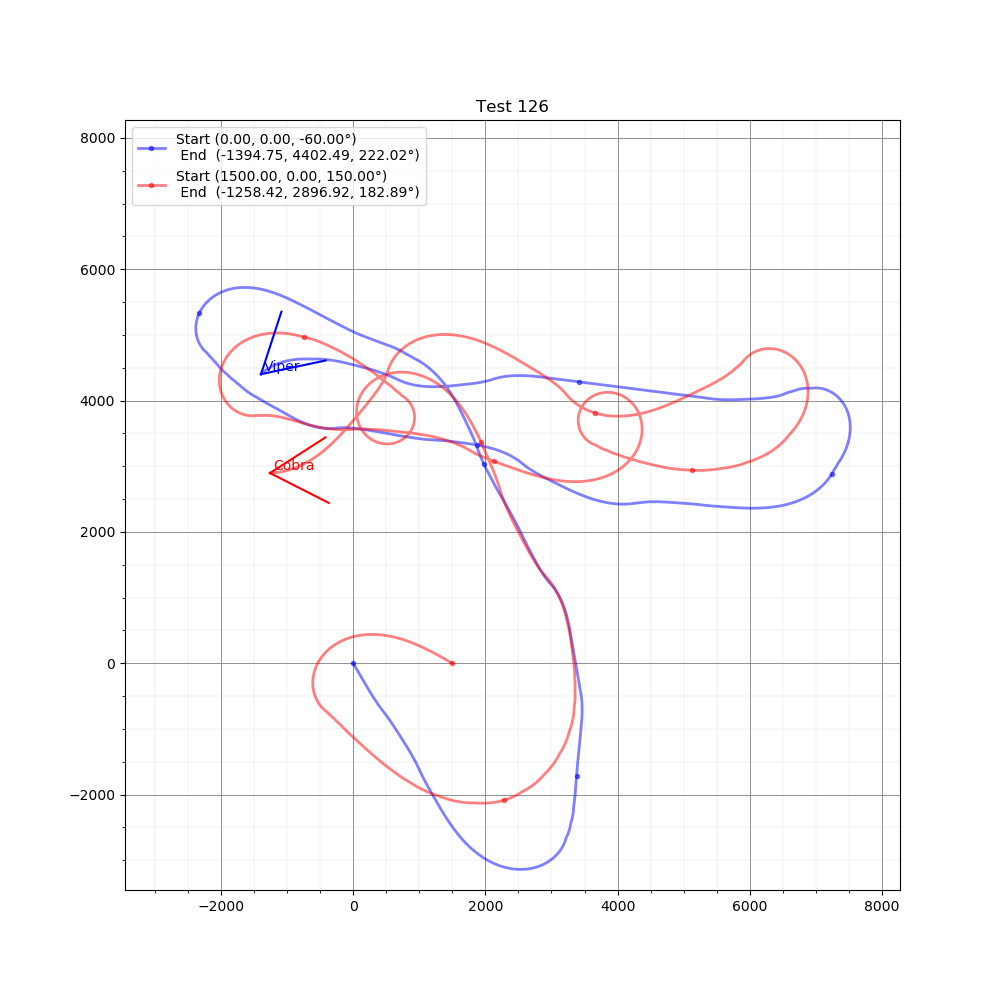 Test 126
Start (0.00, 0.00, -60.00°)
End (-1394.75, 4402.49, 222.02°)
Start (1500.00, 0.00, 150.00°)
End (-1258.42, 2896.92, 182.89°)
8000
6000
4000
2000
0
−2000
Viper
Cobra
−2000 0 2000 4000 6000 8000